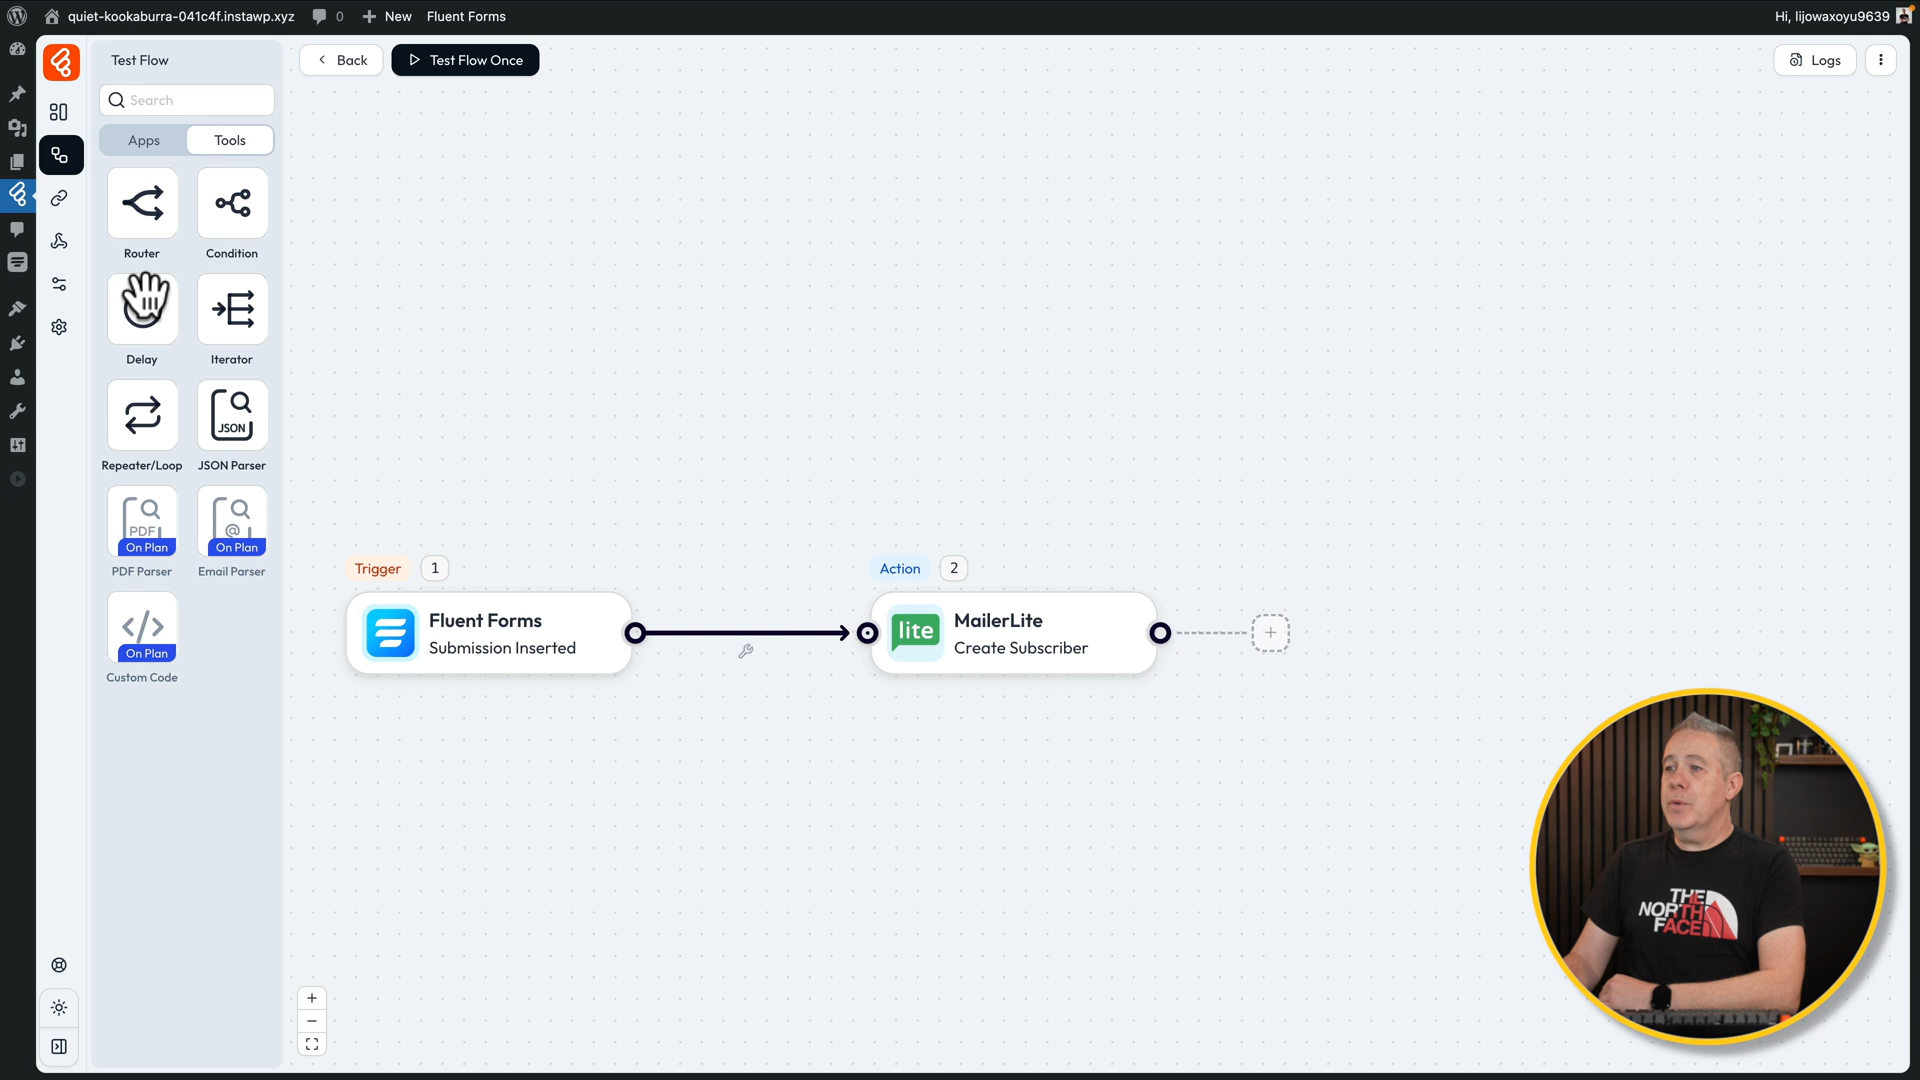 quiet-kookaburra-041c4f.instawp.xyz
0
New
Fluent Forms
Hi, lijowaxoyu9639
Test Flow
Back
Test Flow Once
Logs
Search
Apps
Tools
Router
Condition
Delay
Iterator
JSON
Repeater/Loop
JSON Parser
PDF
On Plan
@
On Plan
PDF Parser
Email Parser
On Plan
Custom Code
Trigger
1
Fluent Forms
Submission Inserted
Action
2
lite
MailerLite
Create Subscriber
THE
NORTH
FACE